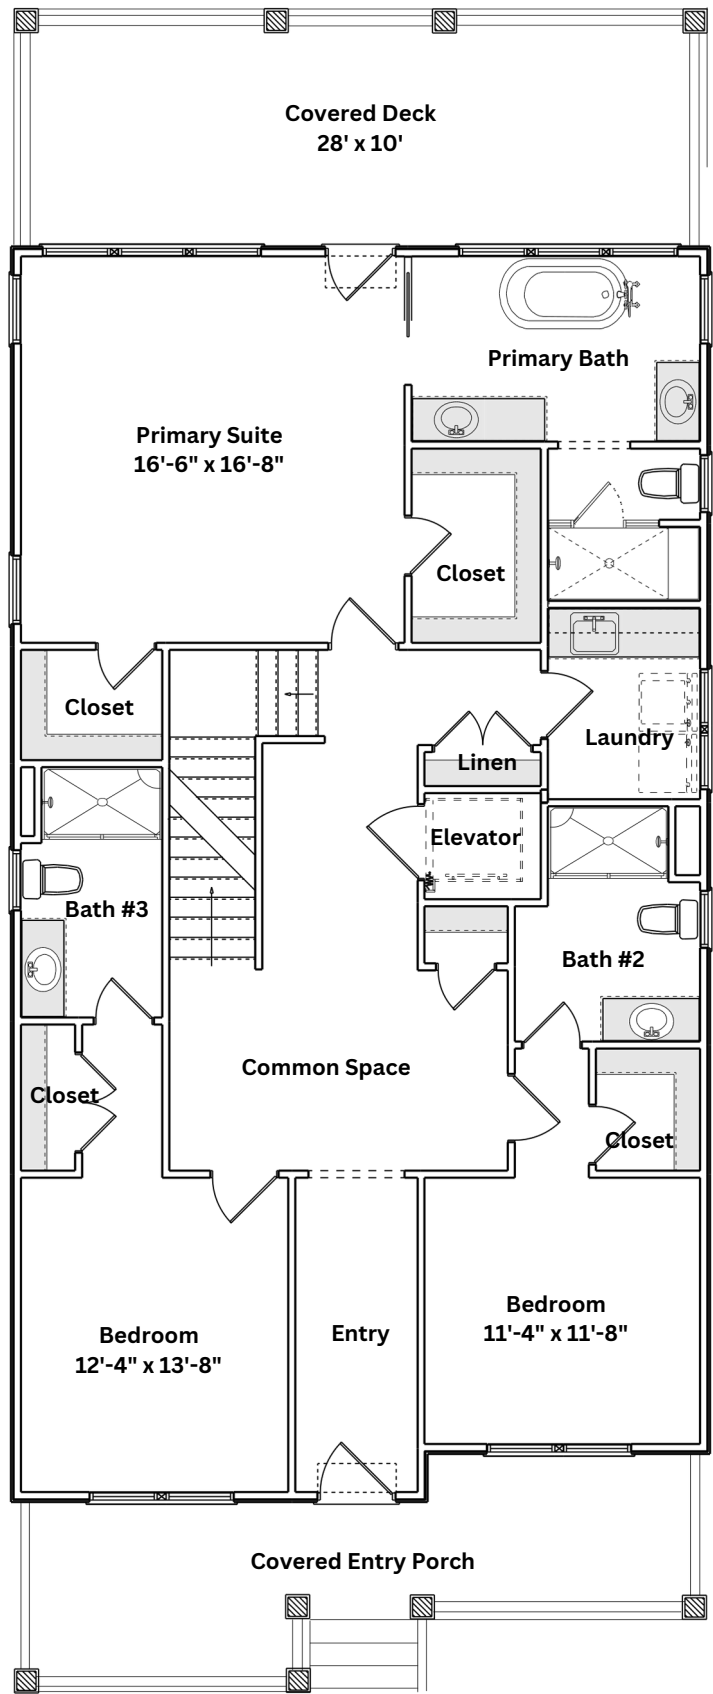 Covered Deck
28' x 10'
Primary Bath
Primary Suite
16'-6" x 16'-8"
Closet
Closet
Laundry
Linen
Elevator
Bath #3
Bath #2
Common Space
Closet
Closet
Bedroom
11'-4" x 11'-8"
Entry
Bedroom
12'-4" x 13'-8"
Covered Entry Porch